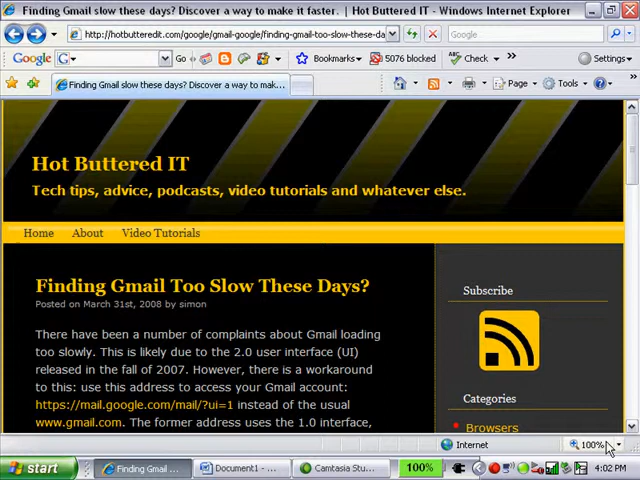 Finding Gmail slow these days? Discover a way to make it faster. | Hot Buttered IT - Windows Internet Explorer
http://hotbutteredit.com/google/gmail-google/finding-gmail-too-slow-these-da
Google
Google
Bookmarks
5076 blocked
Check
Settings
Finding Gmail slow these days? Discover a way to mak...
Page
Tools
Hot Buttered IT
Tech tips, advice, podcasts, video tutorials and whatever else.
Home About Video Tutorials
Finding Gmail Too Slow These Days?
Posted on March 31st, 2008 by simon
There have been a number of complaints about Gmail loading
too slowly. This is likely due to the 2.0 user interface (UI)
released in the fall of 2007. However, there is a workaround
to this: use this address to access your Gmail account:
https://mail.google.com/mail/?ui=1 instead of the usual
www.gmail.com. The former address uses the 1.0 interface,
Subscribe
Categories
Browsers
Internet
100%
start
Finding Gmail ...
Document1 - ...
Camtasia Stu...
100%
4:02 PM